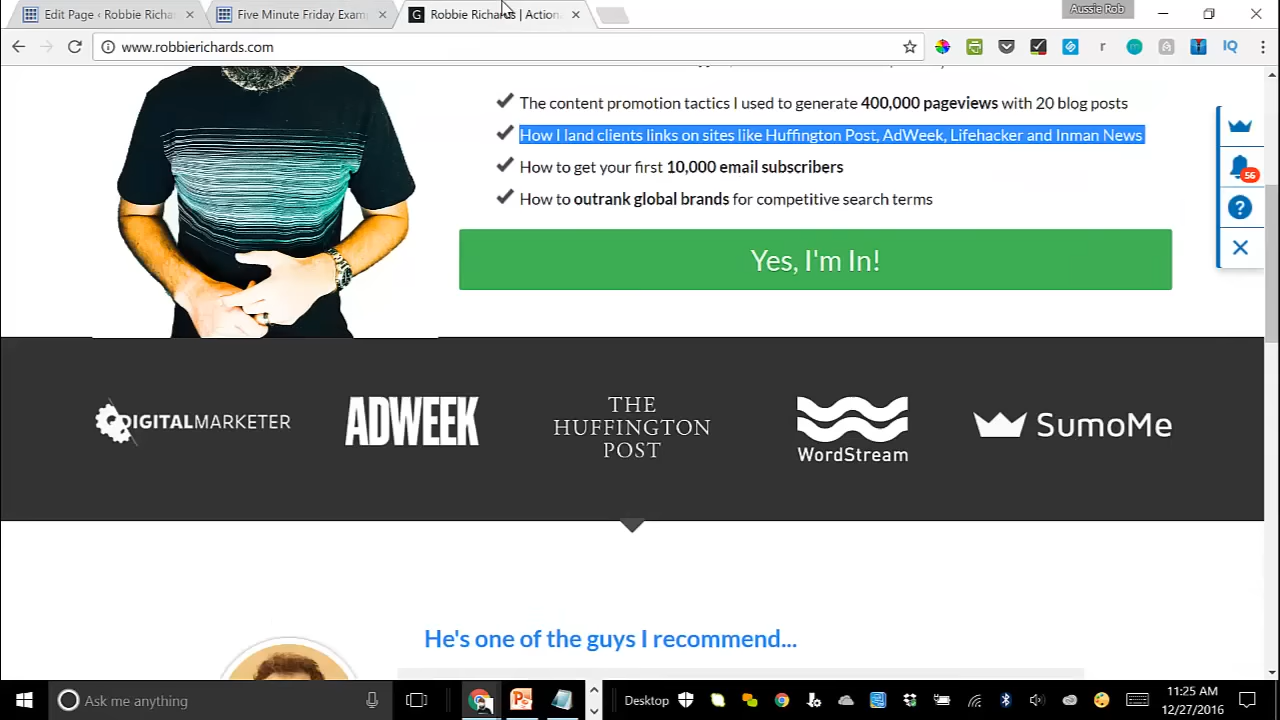 Edit Page ‹ Robbie Richar
Five Minute Friday Examp
G Robbie Richards | Action
Aussie Rob
www.robbierichards.com
r
IQ
The content promotion tactics I used to generate 400,000 pageviews with 20 blog posts
How I land clients links on sites like Huffington Post, AdWeek, Lifehacker and Inman News
How to get your first 10,000 email subscribers
56
How to outrank global brands for competitive search terms
?
Yes, I'm In!
DIGITALMARKETER
ADWEEK
THE
HUFFINGTON
POST
WordStream
SumoMe
He's one of the guys I recommend...
Ask me anything
Desktop
11:25 AM
12/27/2016